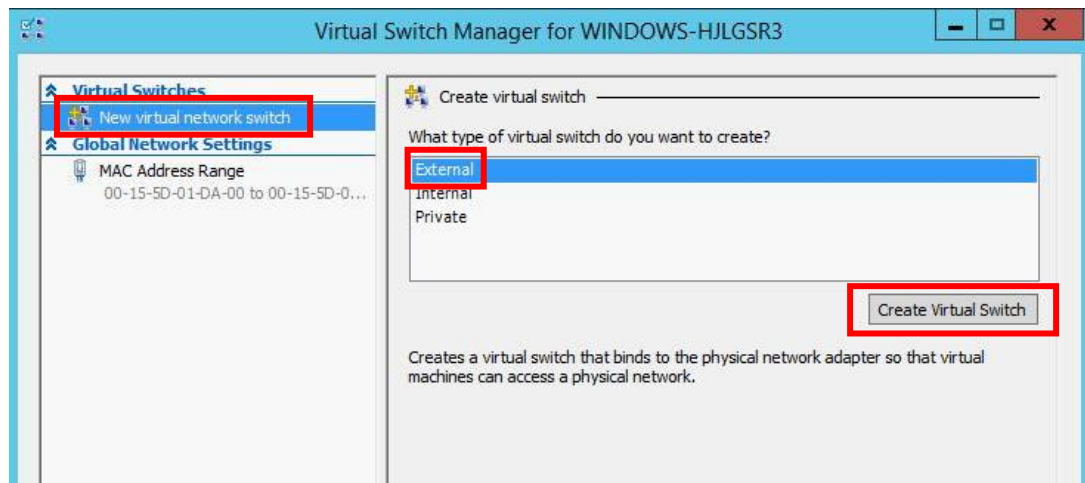 Virtual Switch Manager for WINDOWS-HJLGSR3
Virtual Switches
New virtual network switch
Global Network Settings
MAC Address Range
00-15-5D-01-DA-00 to 00-15-5D-0...
Create virtual switch
What type of virtual switch do you want to create?
External
Internal
Private
Create Virtual Switch
Creates a virtual switch that binds to the physical network adapter so that virtual
machines can access a physical network.